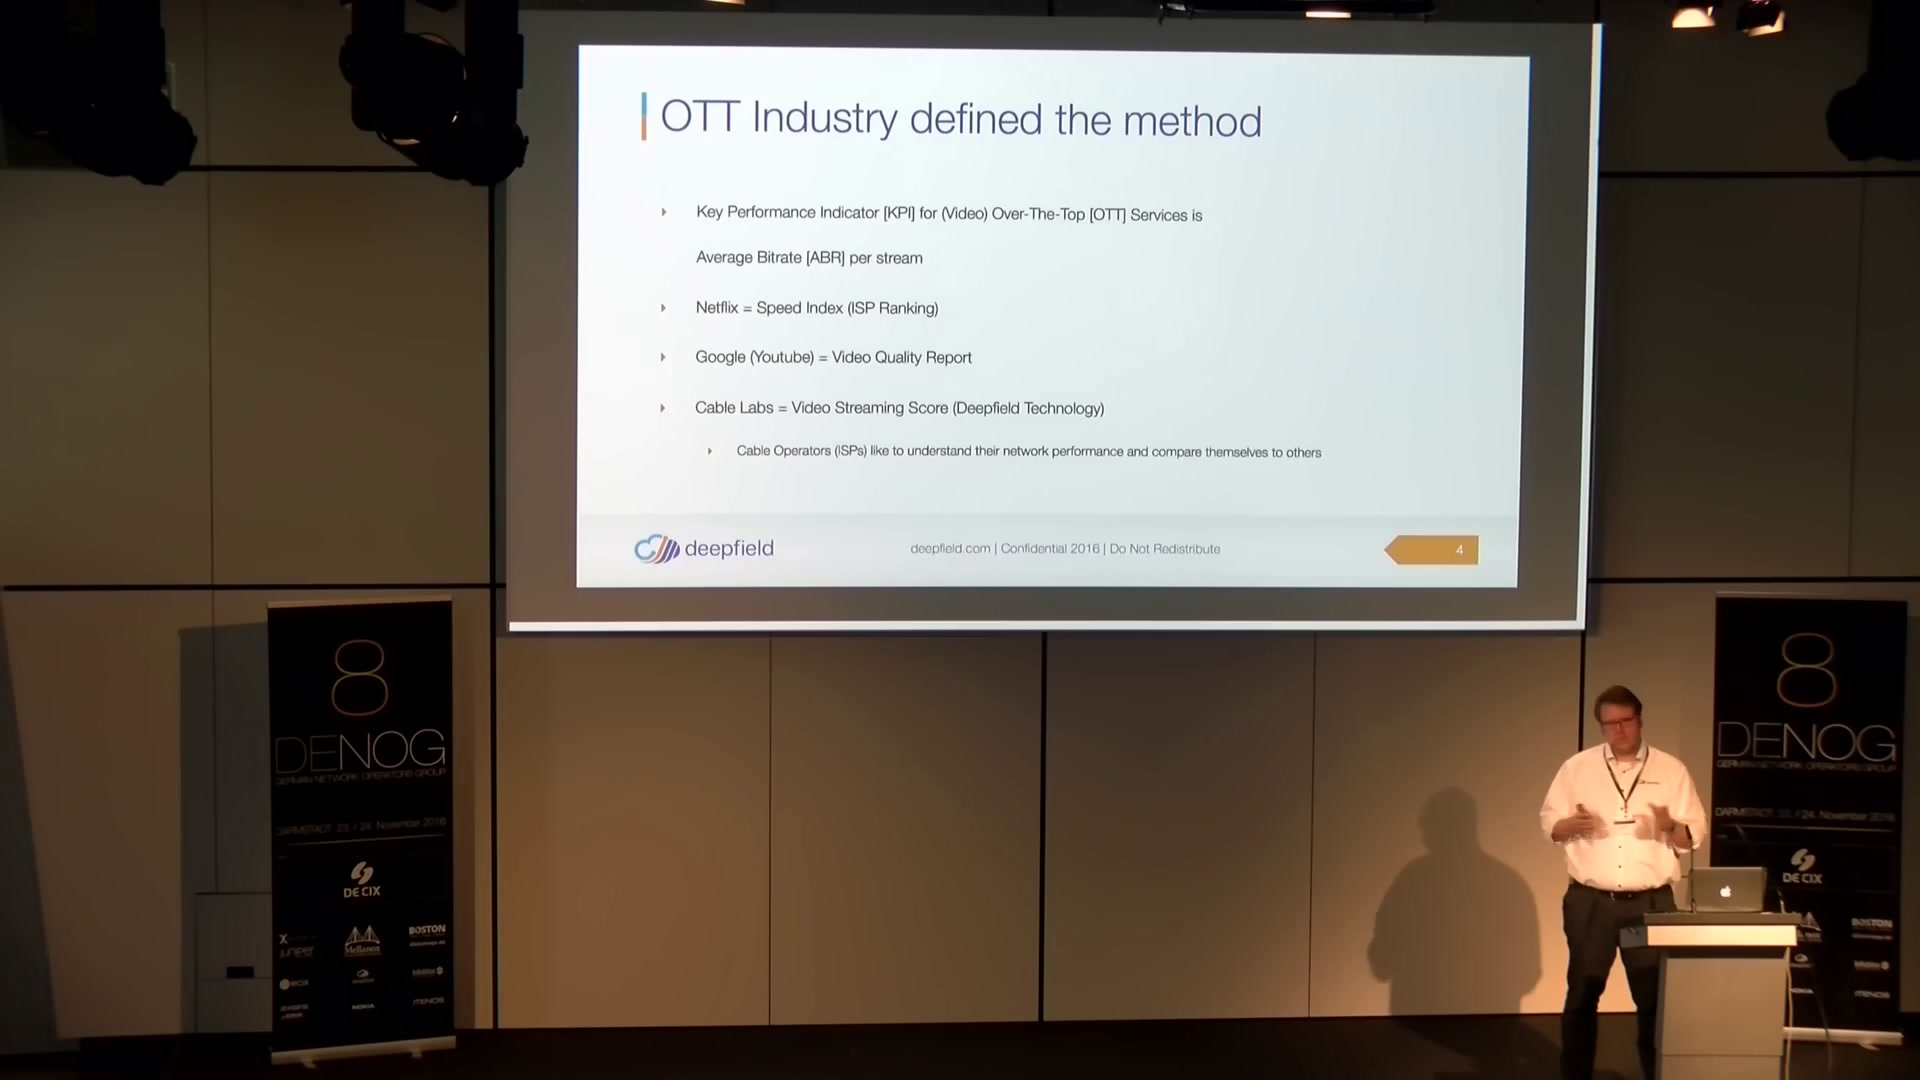 OTT Industry defined the method
Key Performance Indicator [KPI] for (Video) Over-The-Top [OTT] Services is
Average Bitrate [ABR] per stream
Netflix = Speed Index (ISP Ranking)
Google (Youtube) = Video Quality Report
Cable Labs = Video Streaming Score (Deepfield Technology)
Cable Operators (ISPs) like to understand their network performance and compare themselves to others
deepfield
deepfield.com | Confidential 2016 | Do Not Redistribute
4
8
DENOG
GERMAN NETWORK OPERATORS GROUP
DARMSTADT 23. / 24. November 2016
DE CIX
BOSTON
Juniper
Mellanox
NOKIA
ITENOS
8
DENOG
GERMAN NETWORK OPERATORS GROUP
DARMSTADT 23. / 24. November 2016
DE CIX
BOSTON
NOKIA
ITENOS